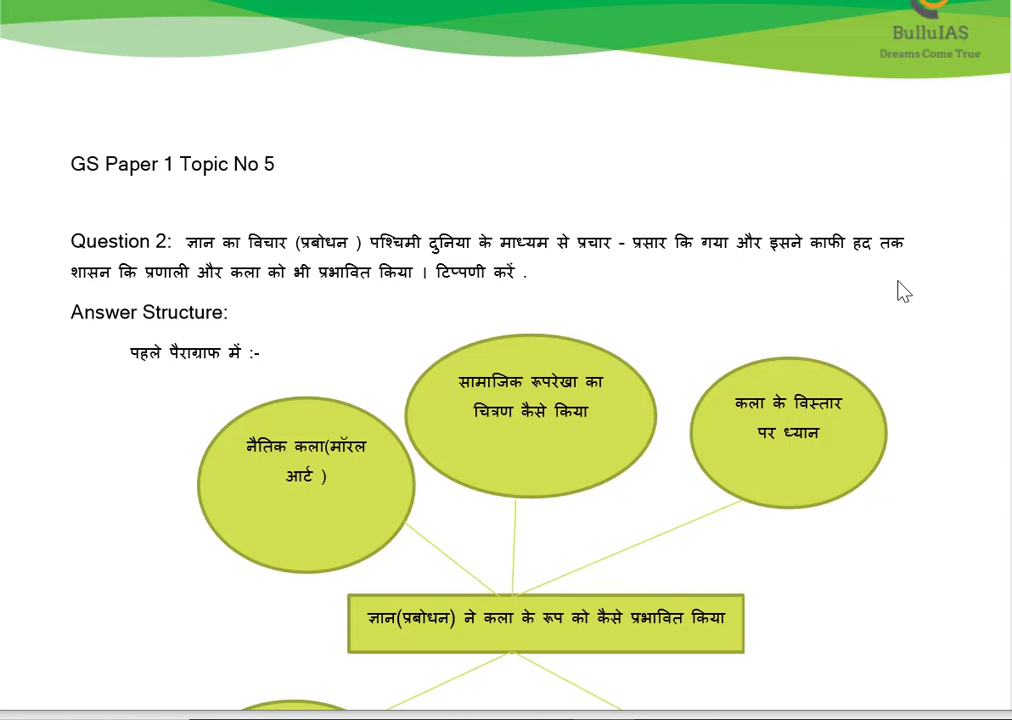 BulluIAS
Dreams Come True
GS Paper 1 Topic No 5
Question 2: ज्ञान का विचार (प्रबोधन ) पश्चिमी दुनिया के माध्यम से प्रचार - प्रसार कि गया और इसने काफी हद तक
शासन कि प्रणाली और कला को भी प्रभावित किया । टिप्पणी करें .
Answer Structure:
पहले पैराग्राफ में :-
सामाजिक रूपरेखा का
चित्रण कैसे किया
कला के विस्तार
पर ध्यान
नैतिक कला(मॉरल
आर्ट )
ज्ञान(प्रबोधन) ने कला के रूप को कैसे प्रभावित किया